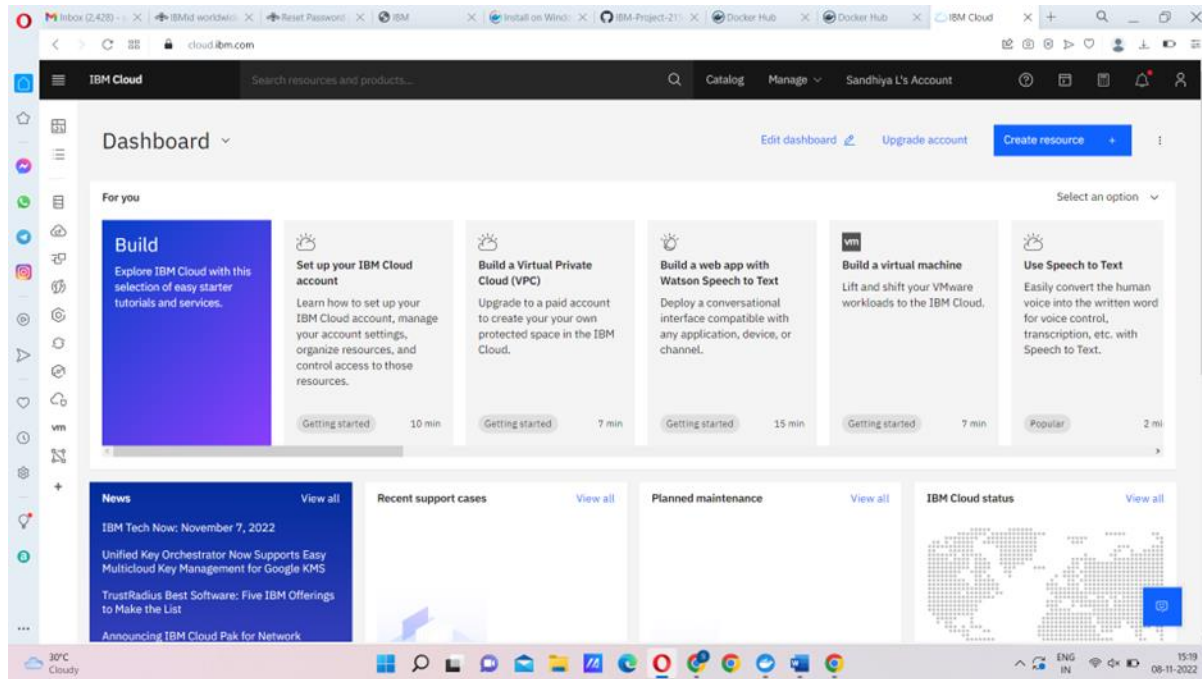 Inbox (2,428) -
IBMid worldwide
Reset Password
IBM
Install on Wind
IBM-Project-215
Docker Hub
Docker Hub
IBM Cloud
cloud.ibm.com
IBM Cloud
Search resources and products...
Catalog
Manage
Sandhiya L's Account
Dashboard
Edit dashboard
Upgrade account
Create resource +
For you
Select an option
Build
Explore IBM Cloud with this
selection of easy starter
tutorials and services.
Set up your IBM Cloud
account
Learn how to set up your
IBM Cloud account, manage
your account settings,
organize resources, and
control access to those
resources.
Getting started
10 min
Build a Virtual Private
Cloud (VPC)
Upgrade to a paid account
to create your your own
protected space in the IBM
Cloud.
Getting started
7 min
Build a web app with
Watson Speech to Text
Deploy a conversational
interface compatible with
any application, device, or
channel.
Getting started
15 min
vm
Build a virtual machine
Lift and shift your VMware
workloads to the IBM Cloud.
Getting started
7 min
Use Speech to Text
Easily convert the human
voice into the written word
for voice control,
transcription, etc. with
Speech to Text.
Popular
2 mi
vm
News
View all
IBM Tech Now: November 7, 2022
Unified Key Orchestrator Now Supports Easy
Multicloud Key Management for Google KMS
TrustRadius Best Software: Five IBM Offerings
to Make the List
Announcing IBM Cloud Pak for Network
Recent support cases
View all
Planned maintenance
View all
IBM Cloud status
View all
30°C
Cloudy
ENG
IN
15:19
08-11-2022